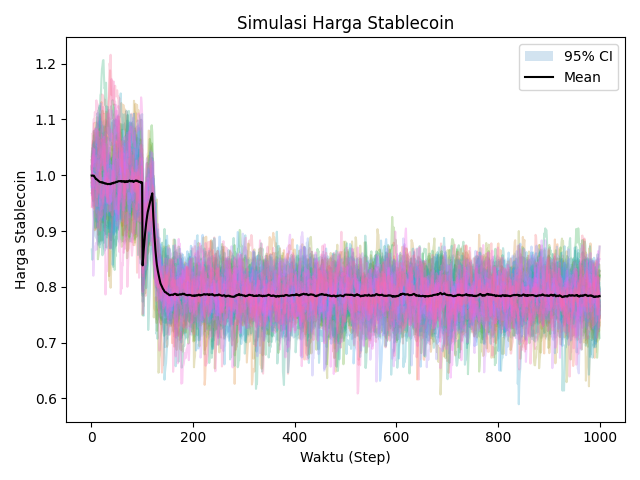 Simulasi Harga Stablecoin
95% CI
Mean
1.2
1.1
1.0
0.9
0.8
0.7
0.6
Harga Stablecoin
0 200 400 600 800 1000
Waktu (Step)